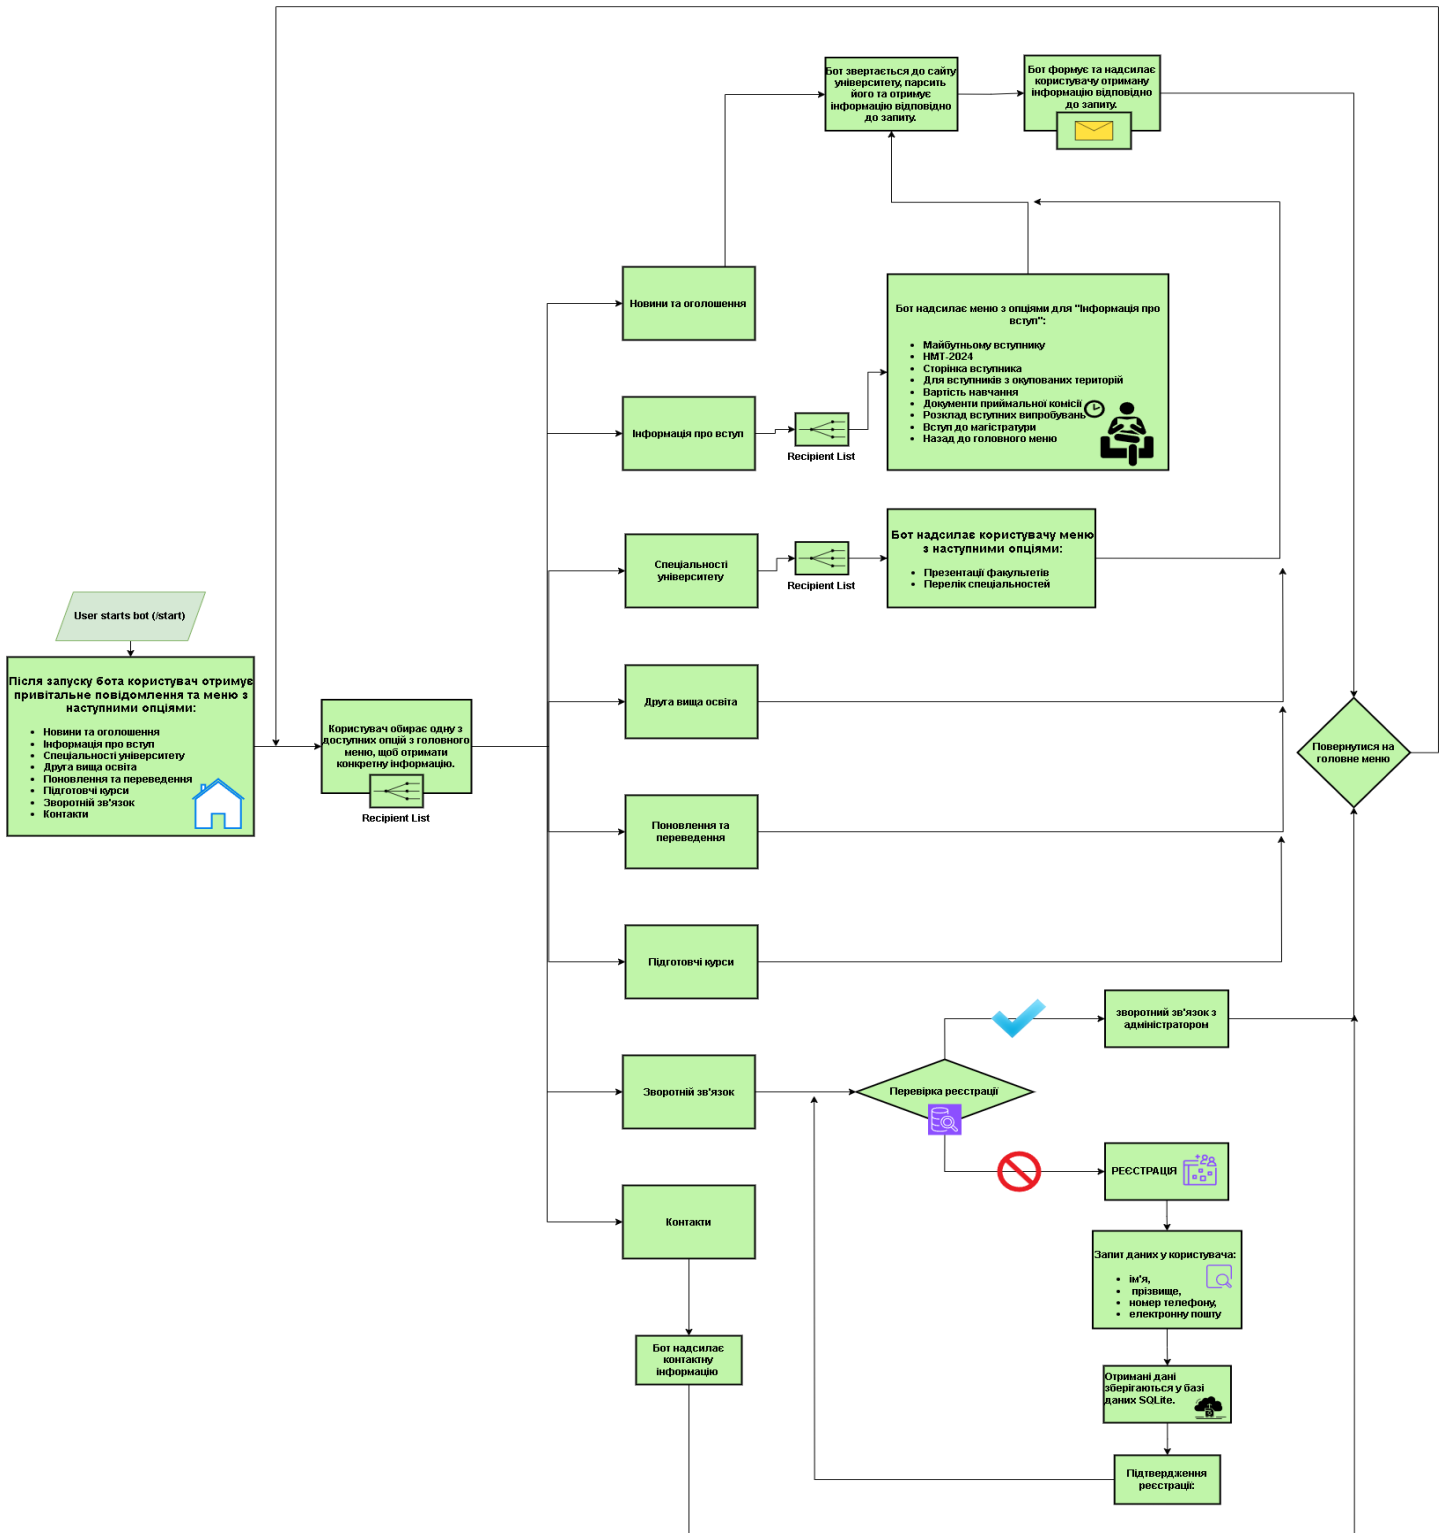 Бот звертається до сайту
університету, парсить
його та отримує
інформацію відповідно
до запиту.
Бот формує та надсилає
користувачу отриману
інформацію відповідно
до запиту.
Новини та оголошення
Бот надсилає меню з опціями для "Інформація про
вступ":
• Майбутньому вступнику
• НМТ-2024
• Сторінка вступника
• Для вступників з окупованих територій
• Вартість навчання
• Документи приймальної комісії
• Розклад вступних випробувань
• Вступ до магістратури
• Назад до головного меню
Інформація про вступ
Recipient List
Спеціальності
університету
Recipient List
Бот надсилає користувачу меню
з наступними опціями:
• Презентації факультетів
• Перелік спеціальностей
User starts bot (/start)
Після запуску бота користувач отримує
привітальне повідомлення та меню з
наступними опціями:
• Новини та оголошення
• Інформація про вступ
• Спеціальності університету
• Друга вища освіта
• Поновлення та переведення
• Підготовчі курси
• Зворотній зв'язок
• Контакти
Користувач обирає одну з
доступних опцій з головного
меню, щоб отримати
конкретну інформацію.
Recipient List
Друга вища освіта
Повернутися на
головне меню
Поновлення та
переведення
Підготовчі курси
зворотний зв'язок з
адміністратором
Зворотній зв'язок
Перевірка реєстрації
РЕЄСТРАЦІЯ
Контакти
Запит даних у користувача:
• ім'я,
• прізвище,
• номер телефону,
• електронну пошту
Бот надсилає
контактну
інформацію
Отримані дані
зберігаються у базі
даних SQLite.
Підтвердження
реєстрації: